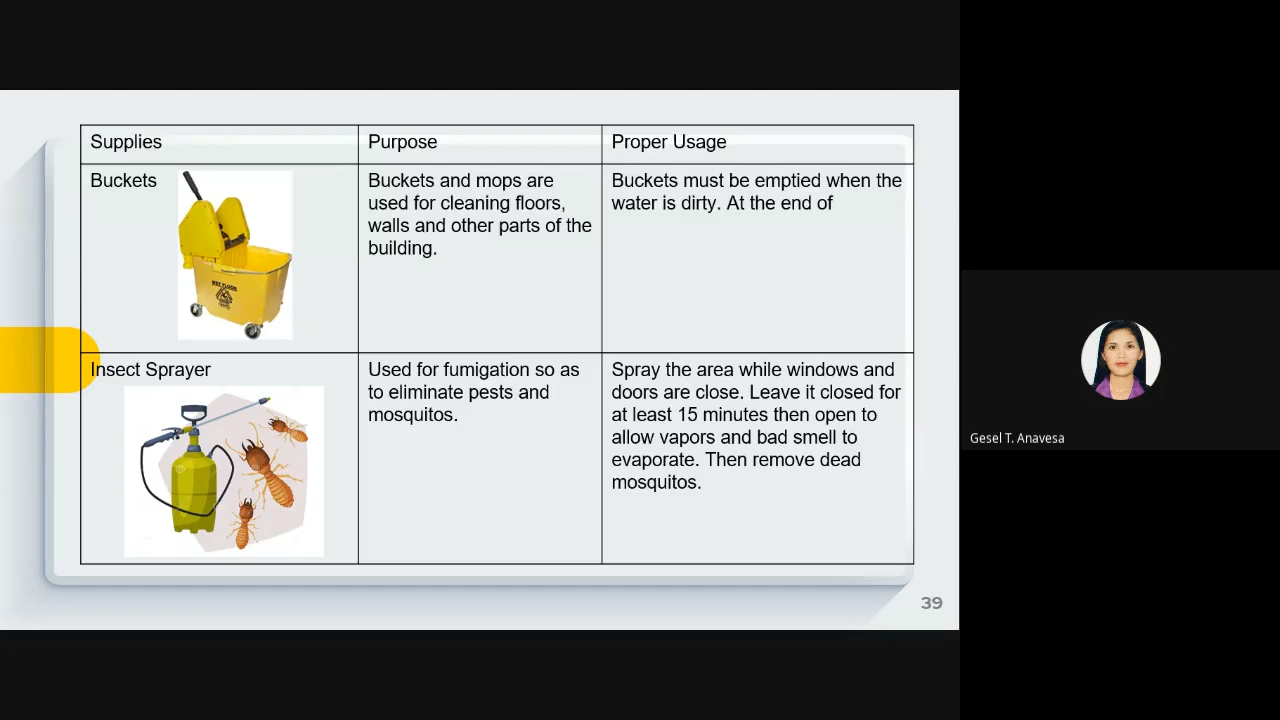 Supplies
Purpose
Proper Usage
Buckets
Buckets and mops are
used for cleaning floors,
walls and other parts of the
building.
Buckets must be emptied when the
water is dirty. At the end of
WET FLOOR
Insect Sprayer
Used for fumigation so as
to eliminate pests and
mosquitos.
Spray the area while windows and
doors are close. Leave it closed for
at least 15 minutes then open to
allow vapors and bad smell to
evaporate. Then remove dead
mosquitos.
39
Gesel T. Anavesa